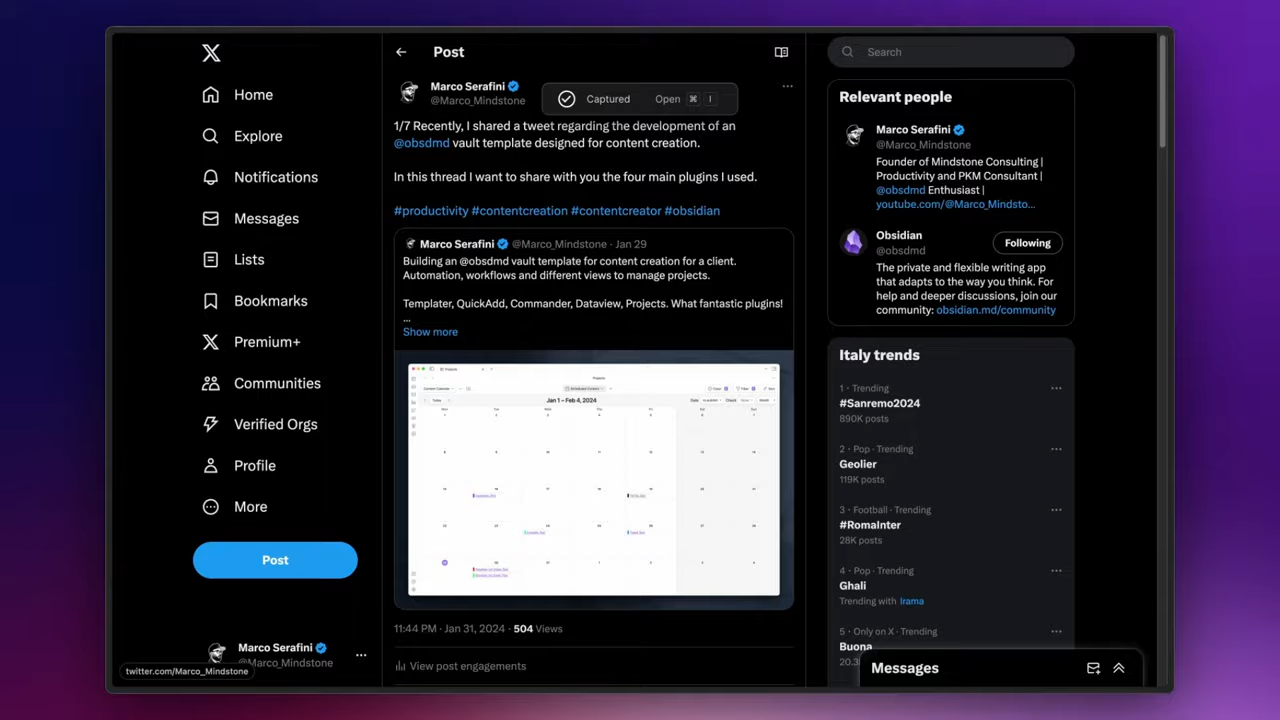 Home
Explore
Notifications
Messages
Lists
Bookmarks
Premium+
Communities
Verified Orgs
Profile
More
Post
Marco Serafini
@Marco_Mindstone
twitter.com/Marco_Mindstone
Post
Marco Serafini
@Marco_Mindstone
Captured Open ⌘ I
1/7 Recently, I shared a tweet regarding the development of an
@obsdmd vault template designed for content creation.
In this thread I want to share with you the four main plugins I used.
#productivity #contentcreation #contentcreator #obsidian
Marco Serafini @Marco_Mindstone · Jan 29
Building an @obsdmd vault template for content creation for a client.
Automation, workflows and different views to manage projects.
Templater, QuickAdd, Commander, Dataview, Projects. What fantastic plugins!
...
Show more
Projects
Jan 1 – Feb 4, 2024
11:44 PM · Jan 31, 2024 · 504 Views
View post engagements
Search
Relevant people
Marco Serafini
@Marco_Mindstone
Founder of Mindstone Consulting |
Productivity and PKM Consultant |
@obsdmd Enthusiast |
youtube.com/@Marco_Mindsto…
Obsidian
@obsdmd
Following
The private and flexible writing app
that adapts to the way you think. For
help and deeper discussions, join our
community: obsidian.md/community
Italy trends
1 · Trending
#Sanremo2024
890K posts
2 · Pop · Trending
Geolier
119K posts
3 · Football · Trending
#RomaInter
28K posts
4 · Pop · Trending
Ghali
Trending with Irama
5 · Only on X · Trending
Buona
20.3
Messages